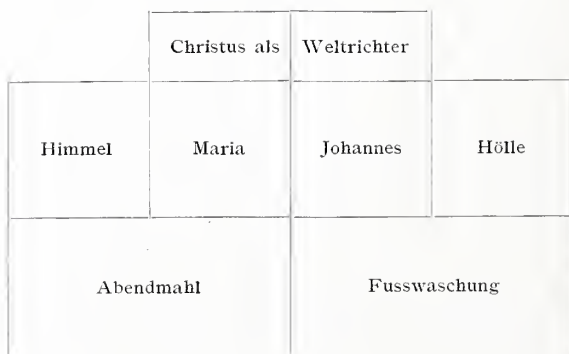 Christus als Weltrichter
Himmel Maria Johannes Hölle
Abendmahl Fusswaschung